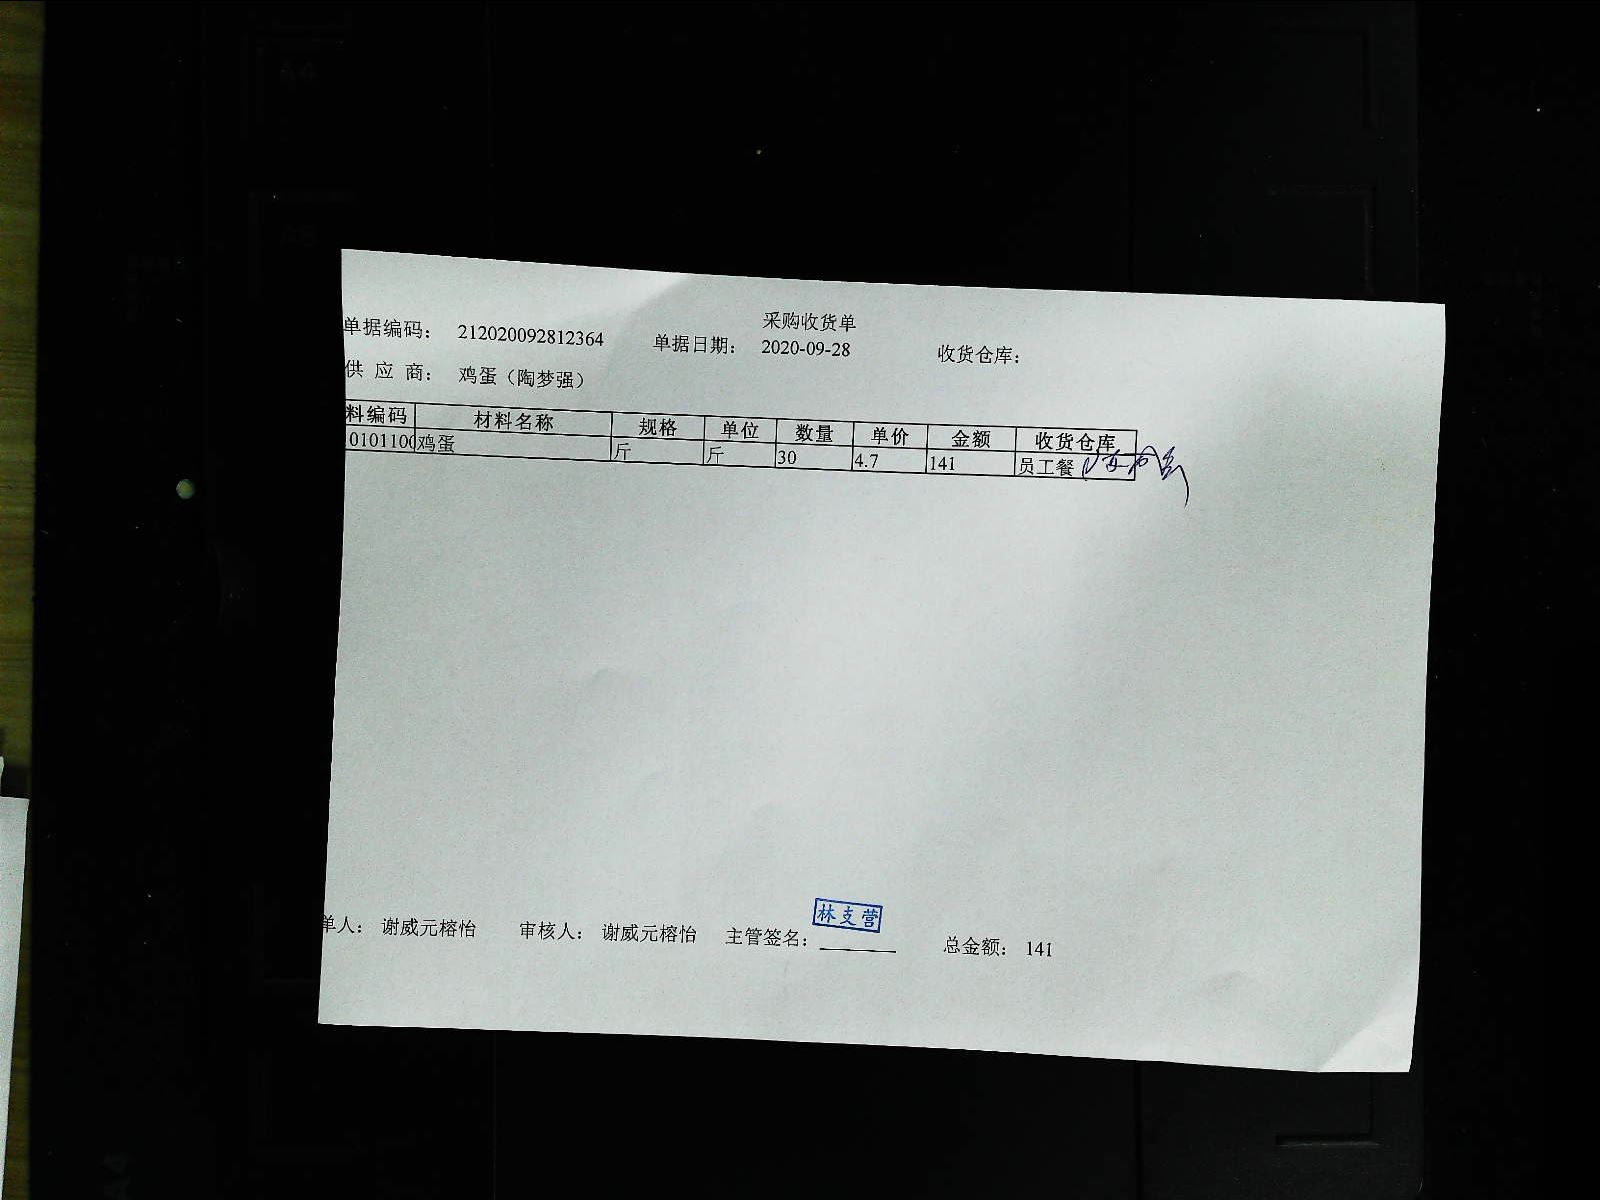 采购收货单
单据编码： 212020092812364 单据日期： 2020-09-28 收货仓库：
供 应 商： 鸡蛋（陶梦强）
料编码 材料名称 规格 单位 数量 单价 金额 收货仓库
0101100 鸡蛋 斤 斤 30 4.7 141 员工餐
林支营
单人： 谢威元榕怡 审核人： 谢威元榕怡 主管签名： 总金额： 141